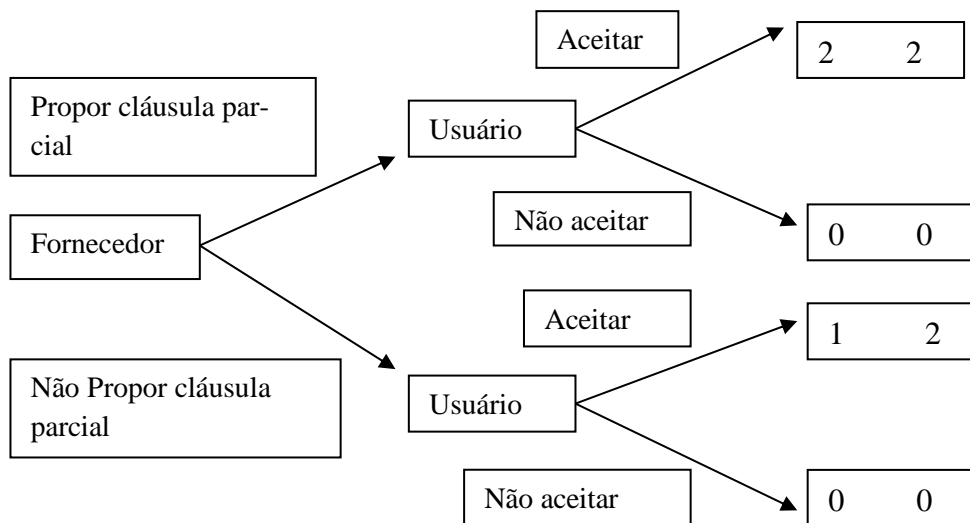 Aceitar
2 2
Propor cláusula par-
cial
Usuário
Não aceitar
0 0
Fornecedor
Aceitar
1 2
Não Propor cláusula
parcial
Usuário
Não aceitar
0 0